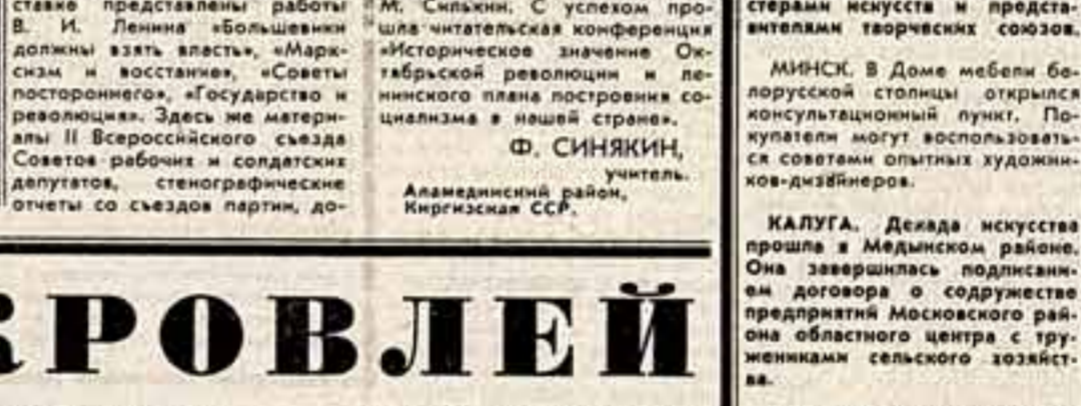 ставке представлены работы
В. И. Ленина «Большевики
должны взять власть», «Марк-
сизм и восстание», «Советы
постороннего», «Государство и
революция». Здесь же матери-
алы II Всероссийского съезда
Советов рабочих и солдатских
депутатов, стенографические
отчеты со съездов партии, до-
М. Силькин. С успехом про-
шла читательская конференция
«Историческое значение Ок-
тябрьской революции и ле-
нинского плана построения со-
циализма в нашей стране».
Ф. СИНЯКИН,
учитель.
Аламединский район,
Киргизская ССР.
КРОВЛЕЙ
стерами искусств и предста-
вителями творческих союзов.
МИНСК. В Доме мебели бе-
лорусской столицы открылся
консультационный пункт. По-
купатели могут воспользовать-
ся советами опытных художни-
ков-дизайнеров.
КАЛУГА. Декада искусства
прошла в Медынском районе.
Она завершилась подписани-
ем договора о содружестве
предприятий Московского рай-
она областного центра с тру-
жениками сельского хозяйст-
ва.